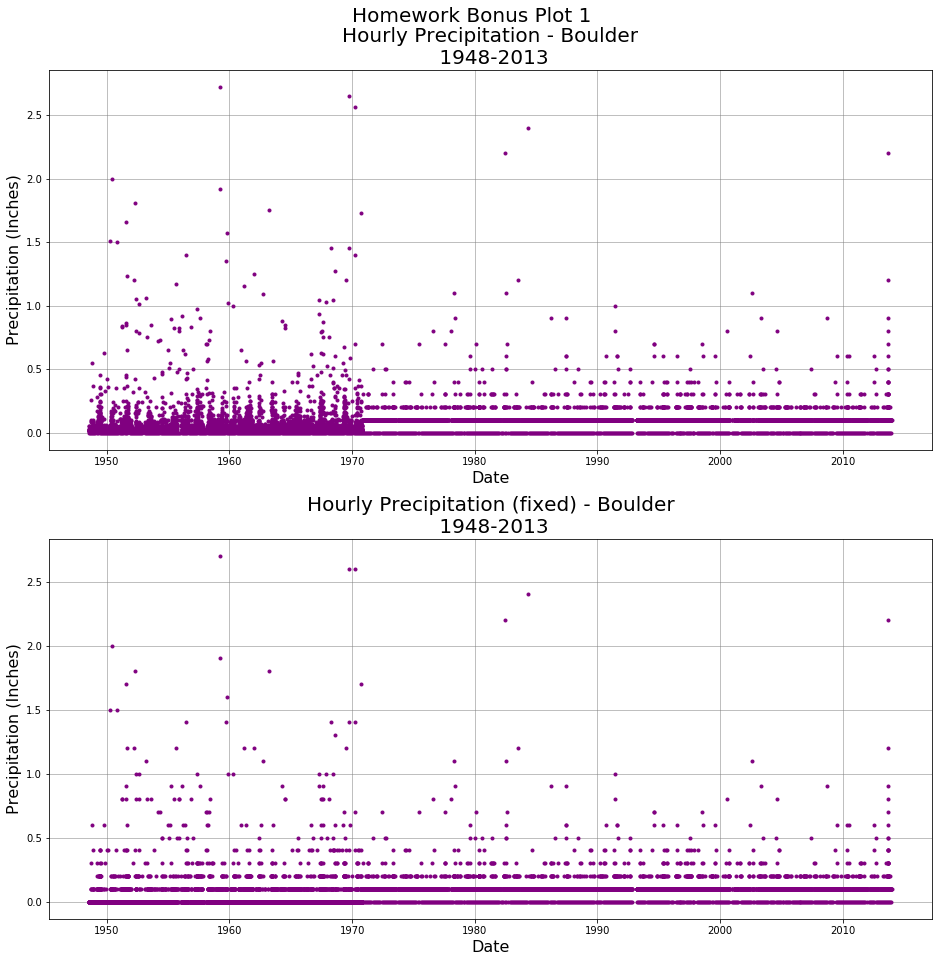 Homework Bonus Plot 1
Hourly Precipitation - Boulder
1948-2013
Precipitation (Inches)
2.5
2.0
1.5
1.0
0.5
0.0
1950 1960 1970 1980 1990 2000 2010
Date
Hourly Precipitation (fixed) - Boulder
1948-2013
Precipitation (Inches)
2.5
2.0
1.5
1.0
0.5
0.0
1950 1960 1970 1980 1990 2000 2010
Date